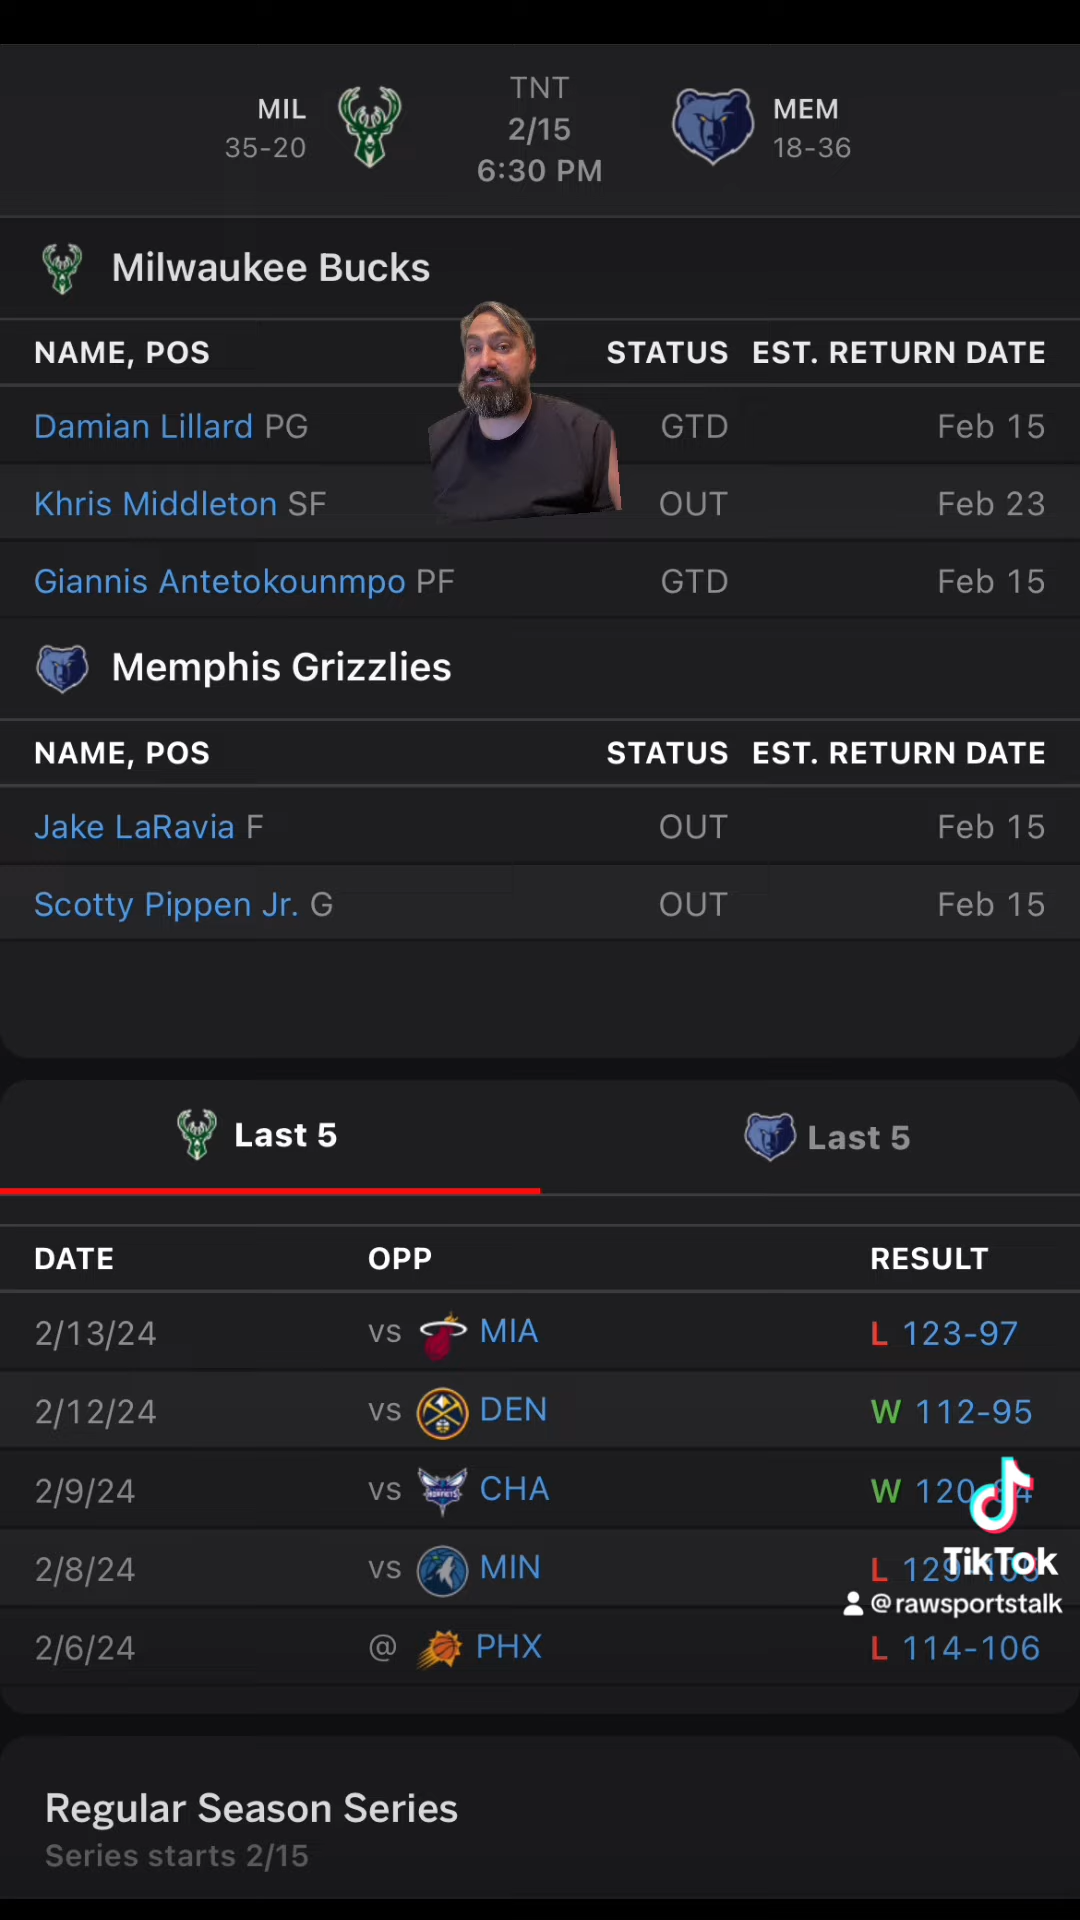 TNT
MIL
2/15
MEM
35-20
6:30 PM
18-36
Milwaukee Bucks
NAME, POS STATUS EST. RETURN DATE
Damian Lillard PG GTD Feb 15
Khris Middleton SF OUT Feb 23
Giannis Antetokounmpo PF GTD Feb 15
Memphis Grizzlies
NAME, POS STATUS EST. RETURN DATE
Jake LaRavia F OUT Feb 15
Scotty Pippen Jr. G OUT Feb 15
Last 5 Last 5
DATE OPP RESULT
2/13/24 vs MIA L 123-97
2/12/24 vs DEN W 112-95
2/9/24 vs CHA W
2/8/24 vs MIN L
TikTok
@rawsportstalk
2/6/24 @ PHX L 114-106
Regular Season Series
Series starts 2/15